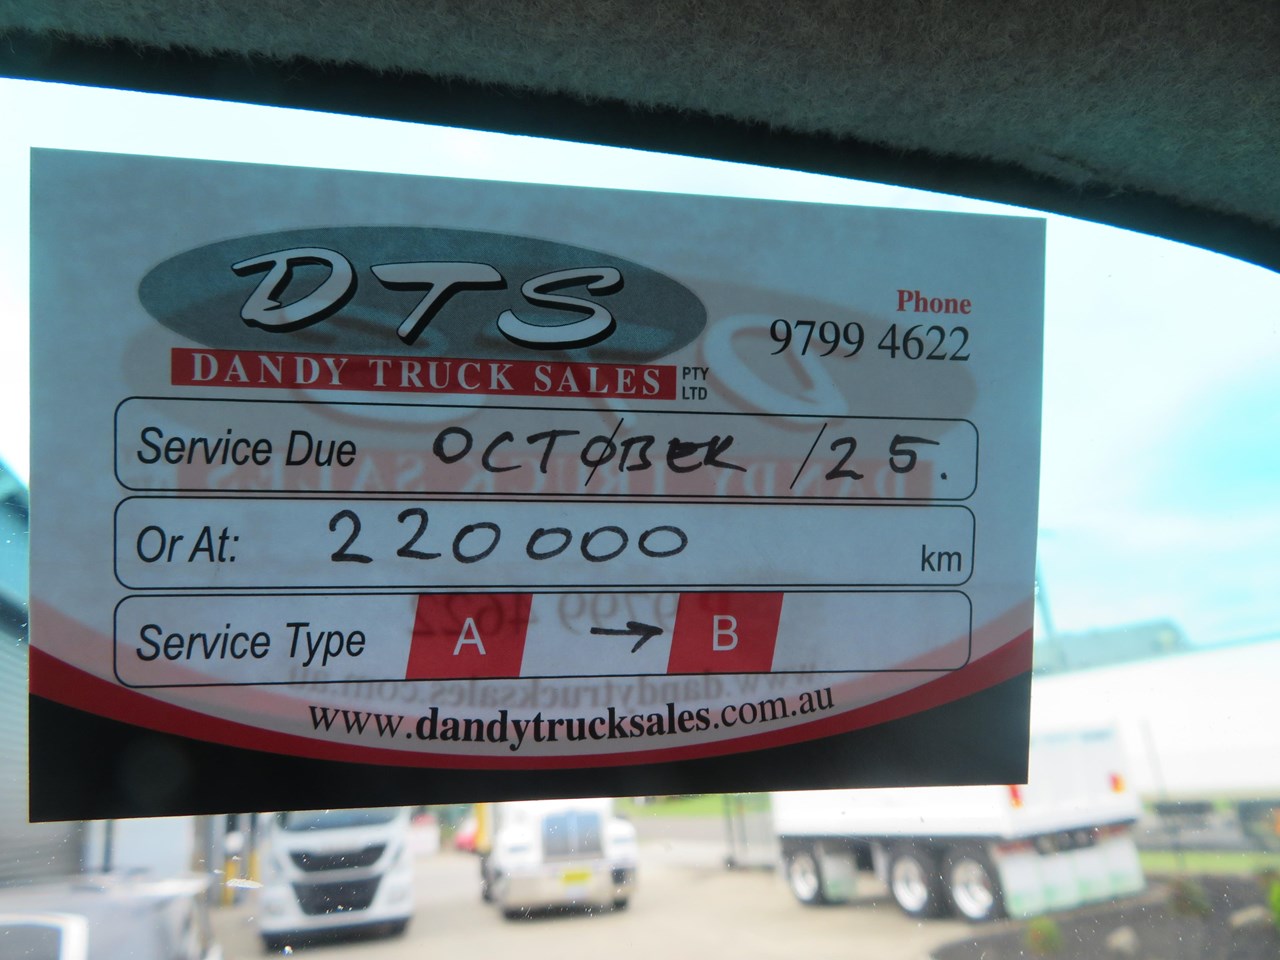 DTS
DANDY TRUCK SALES PTY LTD
Phone
9799 4622
Service Due OCTOBER /25.
Or At: 220000 km
Service Type A → B
www.dandytrucksales.com.au